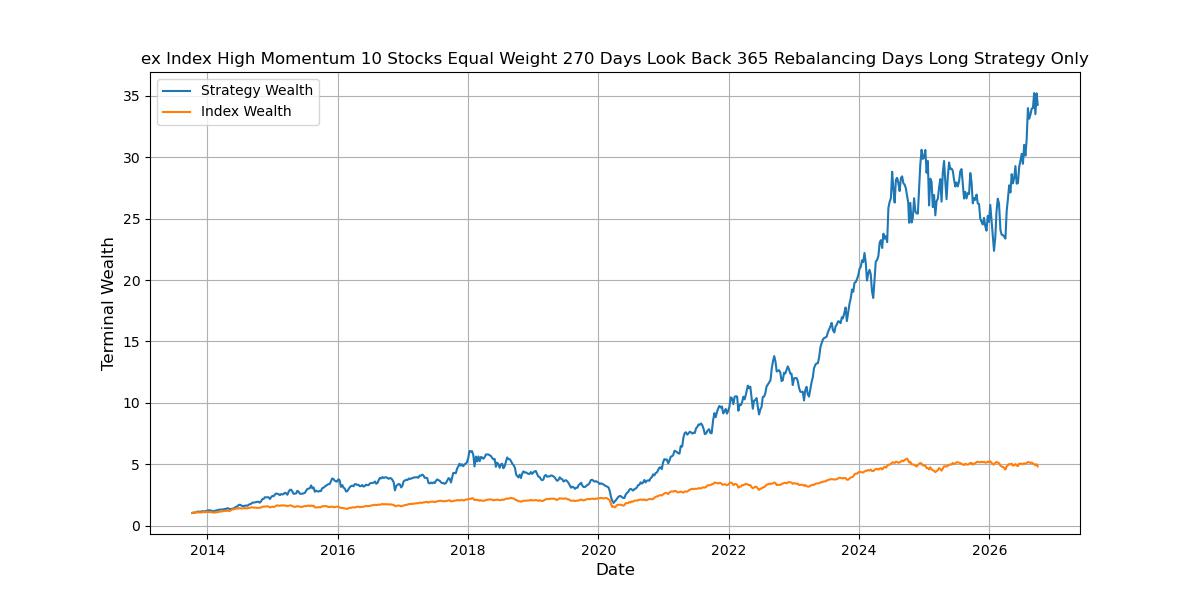 ex Index High Momentum 10 Stocks Equal Weight 270 Days Look Back 365 Rebalancing Days Long Strategy Only
Strategy Wealth
Index Wealth
35
30
25
20
15
10
5
0
Terminal Wealth
2014 2016 2018 2020 2022 2024 2026
Date